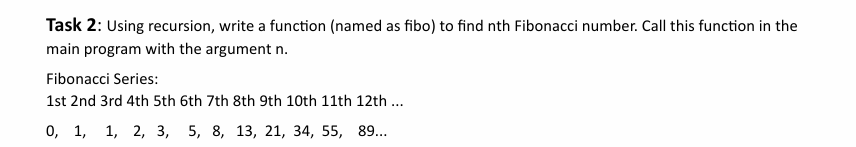 Task 2: Using recursion, write a function (named as fibo) to find nth Fibonacci number. Call this function in the
main program with the argument n.
Fibonacci Series:
1st 2nd 3rd 4th 5th 6th 7th 8th 9th 10th 11th 12th ...
0, 1, 1, 2, 3, 5, 8, 13, 21, 34, 55, 89...